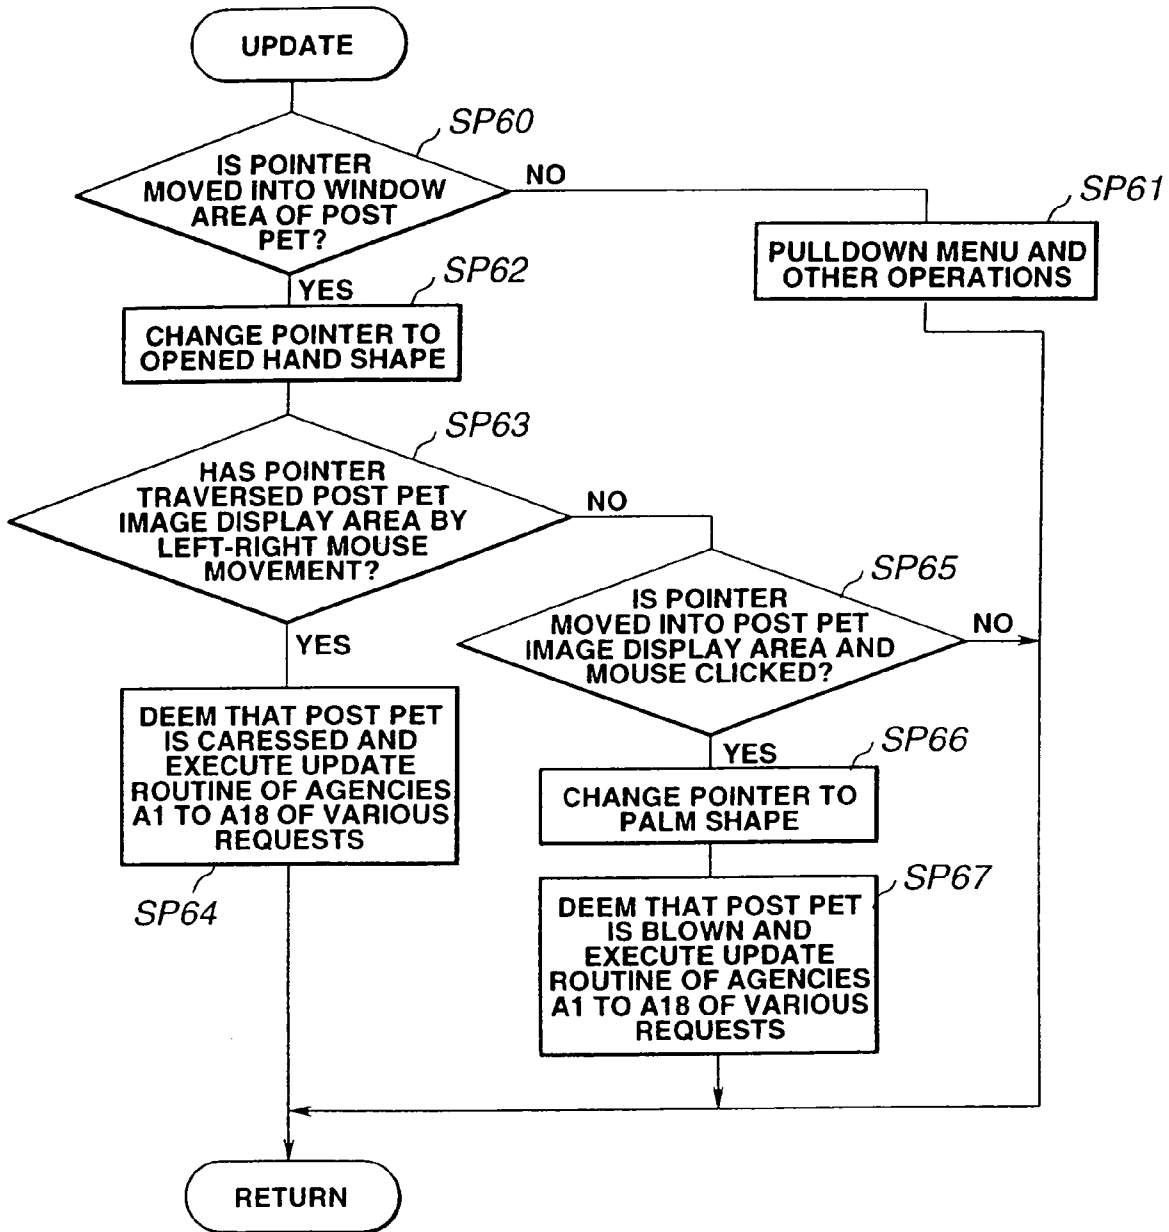 UPDATE
SP60
IS POINTER
MOVED INTO WINDOW
AREA OF POST
PET?
NO
SP61
PULLDOWN MENU AND
OTHER OPERATIONS
YES
SP62
CHANGE POINTER TO
OPENED HAND SHAPE
SP63
HAS POINTER
TRAVERSED POST PET
IMAGE DISPLAY AREA BY
LEFT-RIGHT MOUSE
MOVEMENT?
NO
SP65
IS POINTER
MOVED INTO POST PET
IMAGE DISPLAY AREA AND
MOUSE CLICKED?
NO
YES
DEEM THAT POST PET
IS CARESSED AND
EXECUTE UPDATE
ROUTINE OF AGENCIES
A1 TO A18 OF VARIOUS
REQUESTS
SP64
YES
SP66
CHANGE POINTER TO
PALM SHAPE
SP67
DEEM THAT POST PET
IS BLOWN AND
EXECUTE UPDATE
ROUTINE OF AGENCIES
A1 TO A18 OF VARIOUS
REQUESTS
RETURN